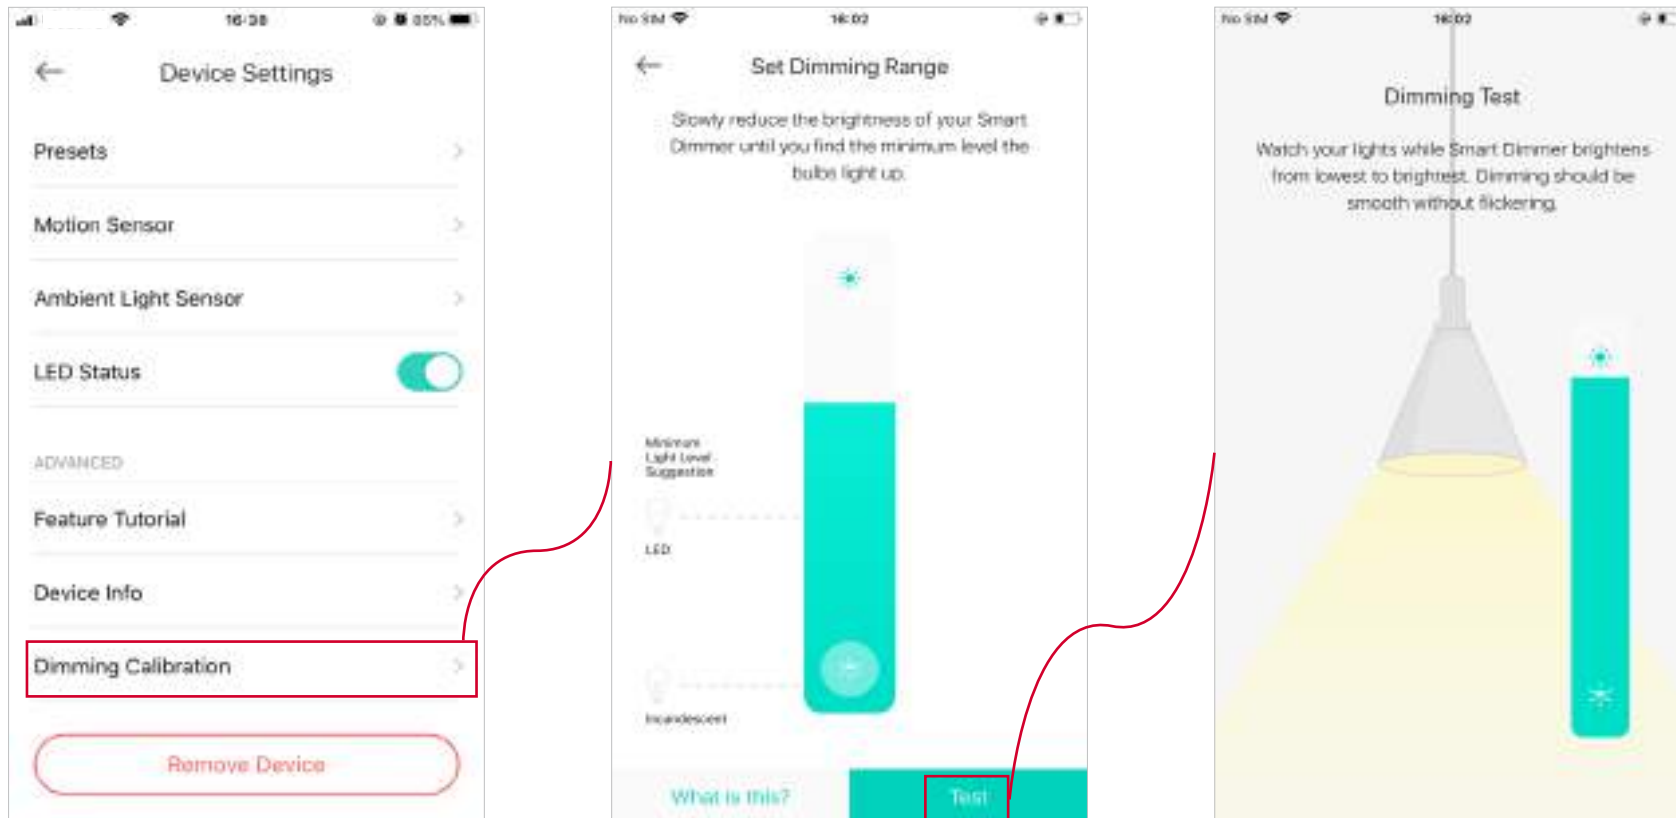 16:38
85%
Device Settings
Presets
Motion Sensor
Ambient Light Sensor
LED Status
ADVANCED
Feature Tutorial
Device Info
Dimming Calibration
Remove Device
No SIM
16:02
Set Dimming Range
Slowly reduce the brightness of your Smart
Dimmer until you find the minimum level the
bulbs light up.
Minimum
Light Level
Suggestion
LED
Incandescent
What is this?
Test
No SIM
16:02
Dimming Test
Watch your lights while Smart Dimmer brightens
from lowest to brightest. Dimming should be
smooth without flickering.